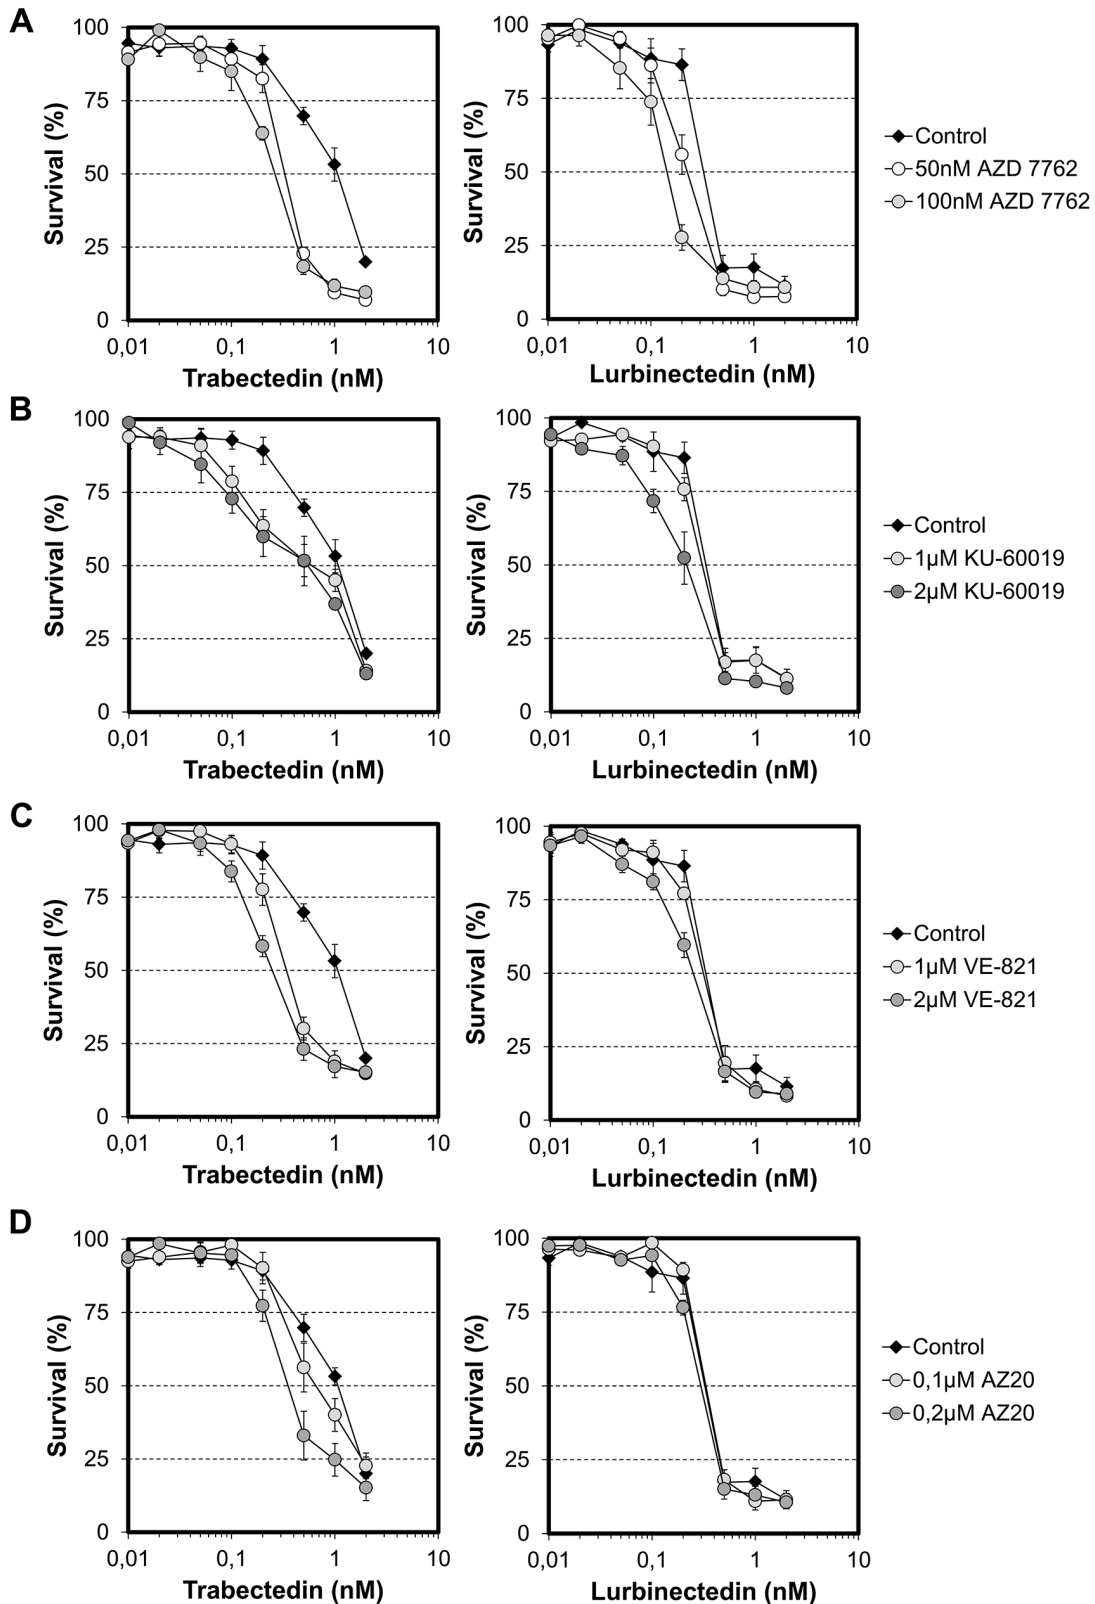 A
100
75
50
25
0
Survival (%)
0,01
0,1
1
10
Trabectedin (nM)
100
75
50
25
0
Survival (%)
0,01
0,1
1
10
Lurbinectedin (nM)
Control
50nM AZD 7762
100nM AZD 7762
B
100
75
50
25
0
Survival (%)
0,01
0,1
1
10
Trabectedin (nM)
100
75
50
25
0
Survival (%)
0,01
0,1
1
10
Lurbinectedin (nM)
Control
1µM KU-60019
2µM KU-60019
C
100
75
50
25
0
Survival (%)
0,01
0,1
1
10
Trabectedin (nM)
100
75
50
25
0
Survival (%)
0,01
0,1
1
10
Lurbinectedin (nM)
Control
1µM VE-821
2µM VE-821
D
100
75
50
25
0
Survival (%)
0,01
0,1
1
10
Trabectedin (nM)
100
75
50
25
0
Survival (%)
0,01
0,1
1
10
Lurbinectedin (nM)
Control
0,1µM AZ20
0,2µM AZ20